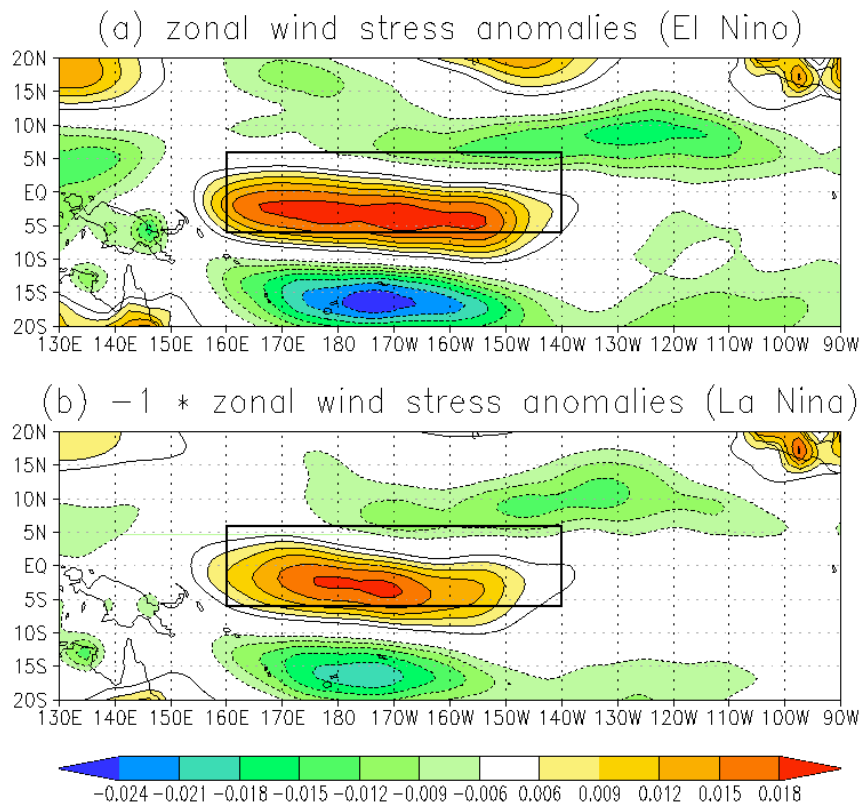 (a) zonal wind stress anomalies (El Nino)
20N
15N
10N
5N
EQ
5S
10S
15S
20S
130E 140E 150E 160E 170E 180 170W 160W 150W 140W 130W 120W 110W 100W 90W
(b) -1 * zonal wind stress anomalies (La Nina)
20N
15N
10N
5N
EQ
5S
10S
15S
20S
130E 140E 150E 160E 170E 180 170W 160W 150W 140W 130W 120W 110W 100W 90W
-0.024 -0.021 -0.018 -0.015 -0.012 -0.009 -0.006 0.006 0.009 0.012 0.015 0.018